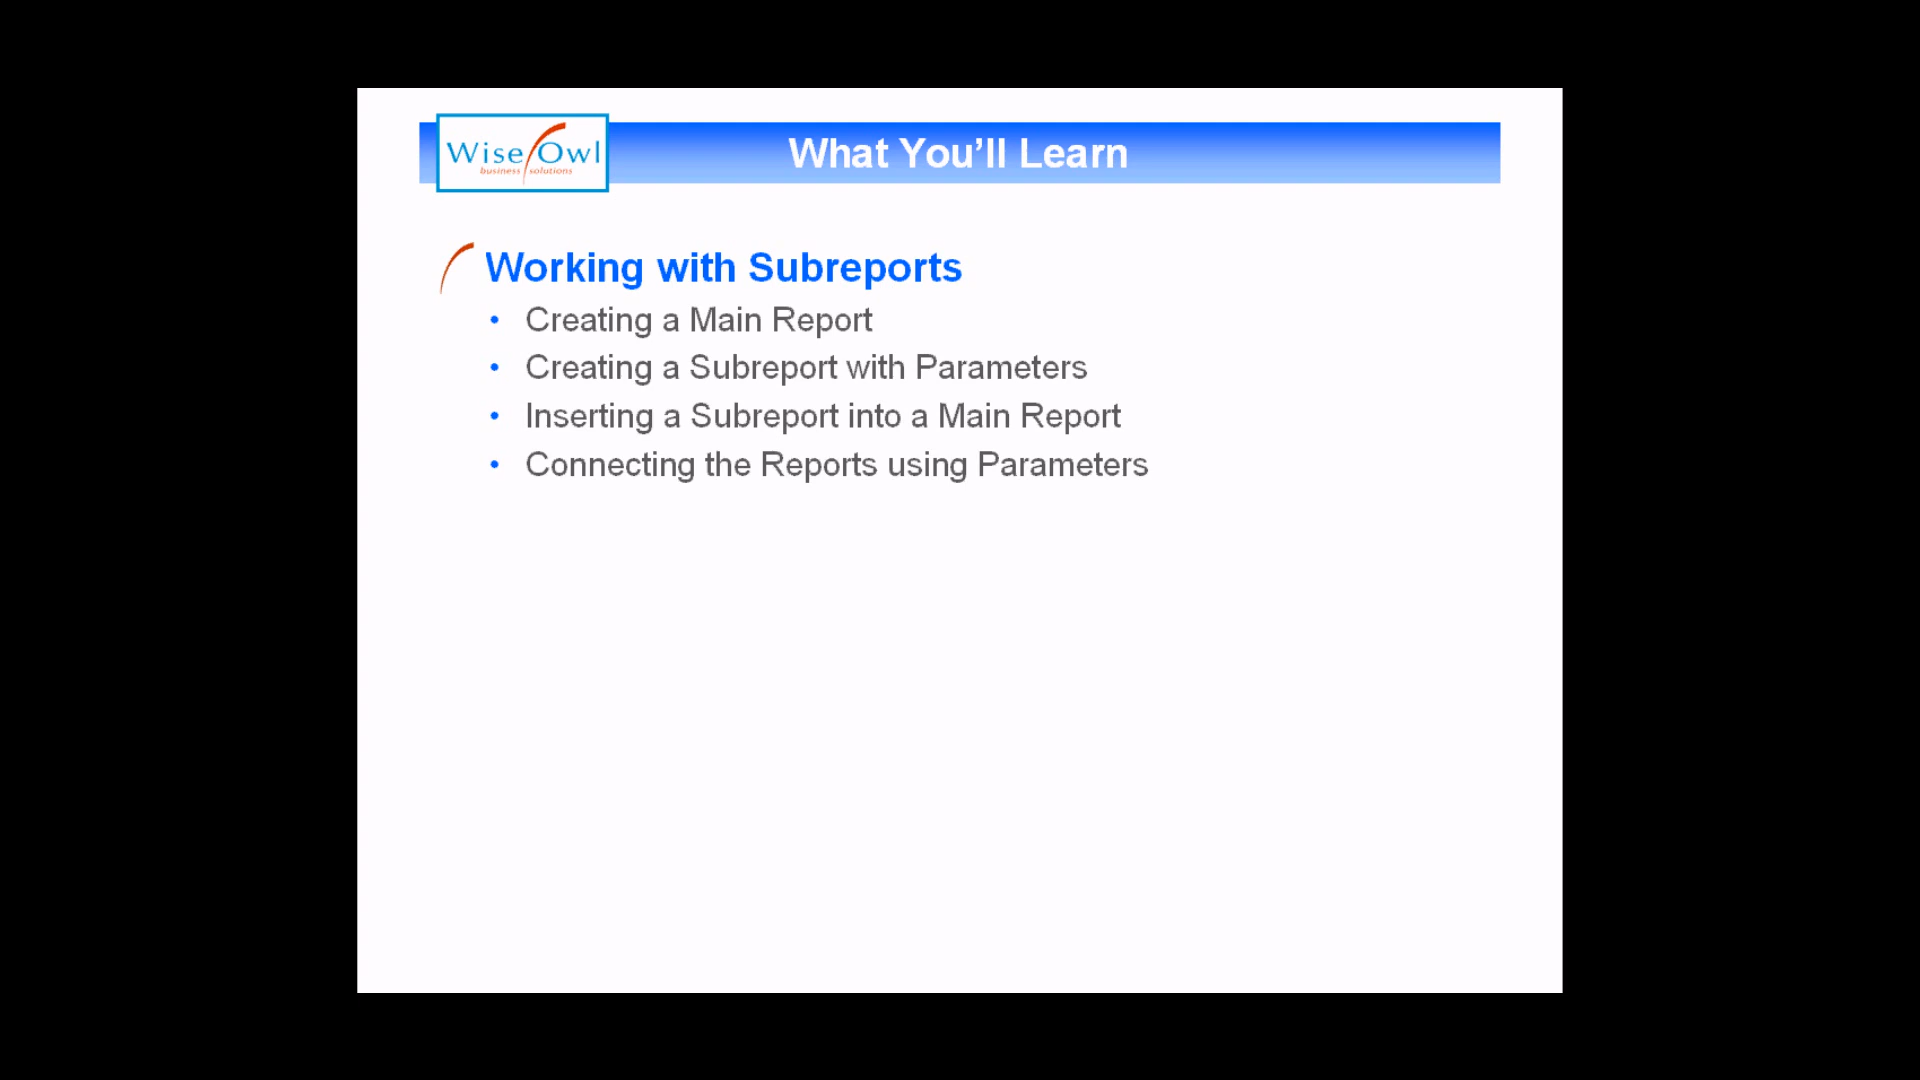 Wise Owl
business solutions
What You'll Learn
Working with Subreports
• Creating a Main Report
• Creating a Subreport with Parameters
• Inserting a Subreport into a Main Report
• Connecting the Reports using Parameters